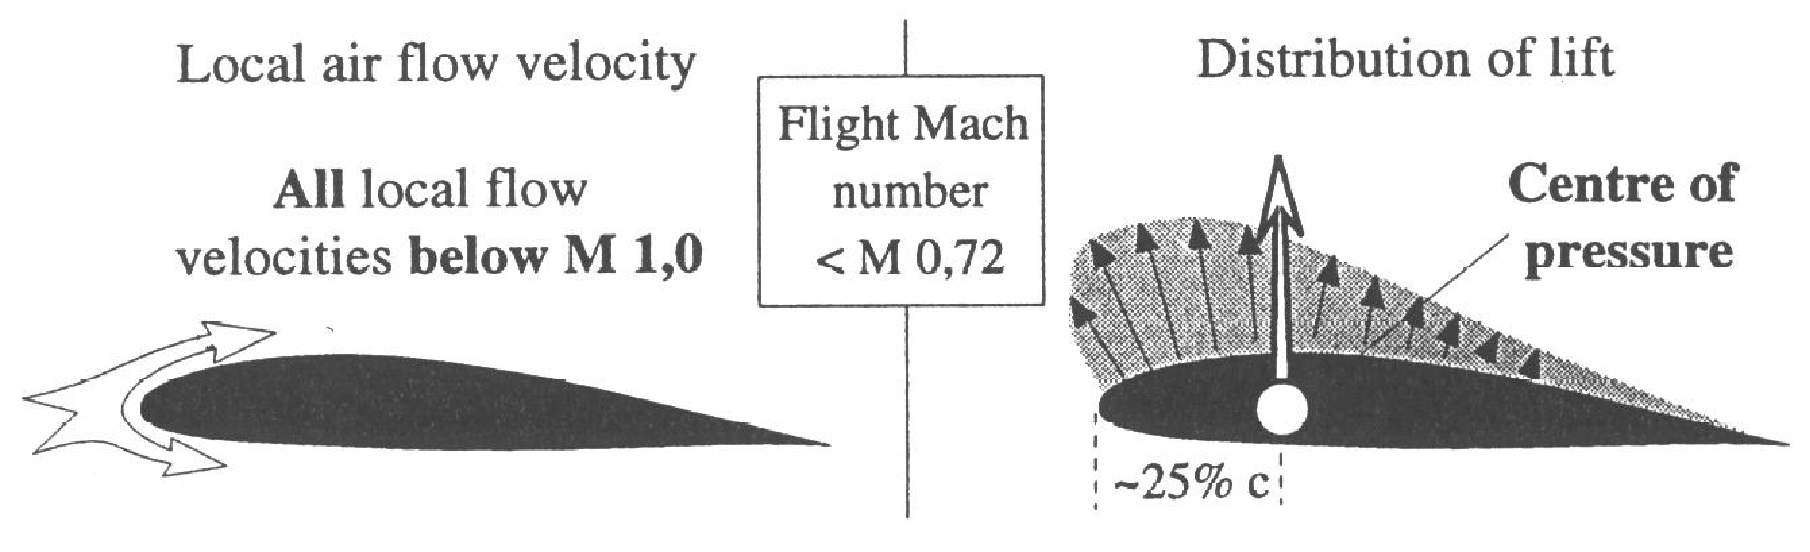 Local air flow velocity
All local flow
velocities below M 1,0
Flight Mach
number
< M 0,72
Distribution of lift
Centre of
pressure
~25% c